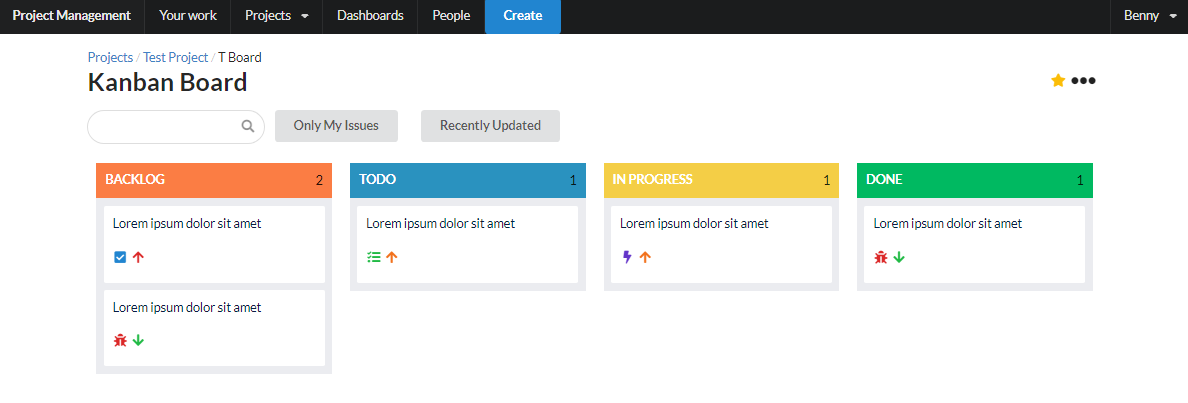 Project Management Your work Projects Dashboards People Create Benny
Projects / Test Project / T Board
Kanban Board
Only My Issues Recently Updated
BACKLOG 2 TODO 1 IN PROGRESS 1 DONE 1
Lorem ipsum dolor sit amet Lorem ipsum dolor sit amet Lorem ipsum dolor sit amet Lorem ipsum dolor sit amet
Lorem ipsum dolor sit amet